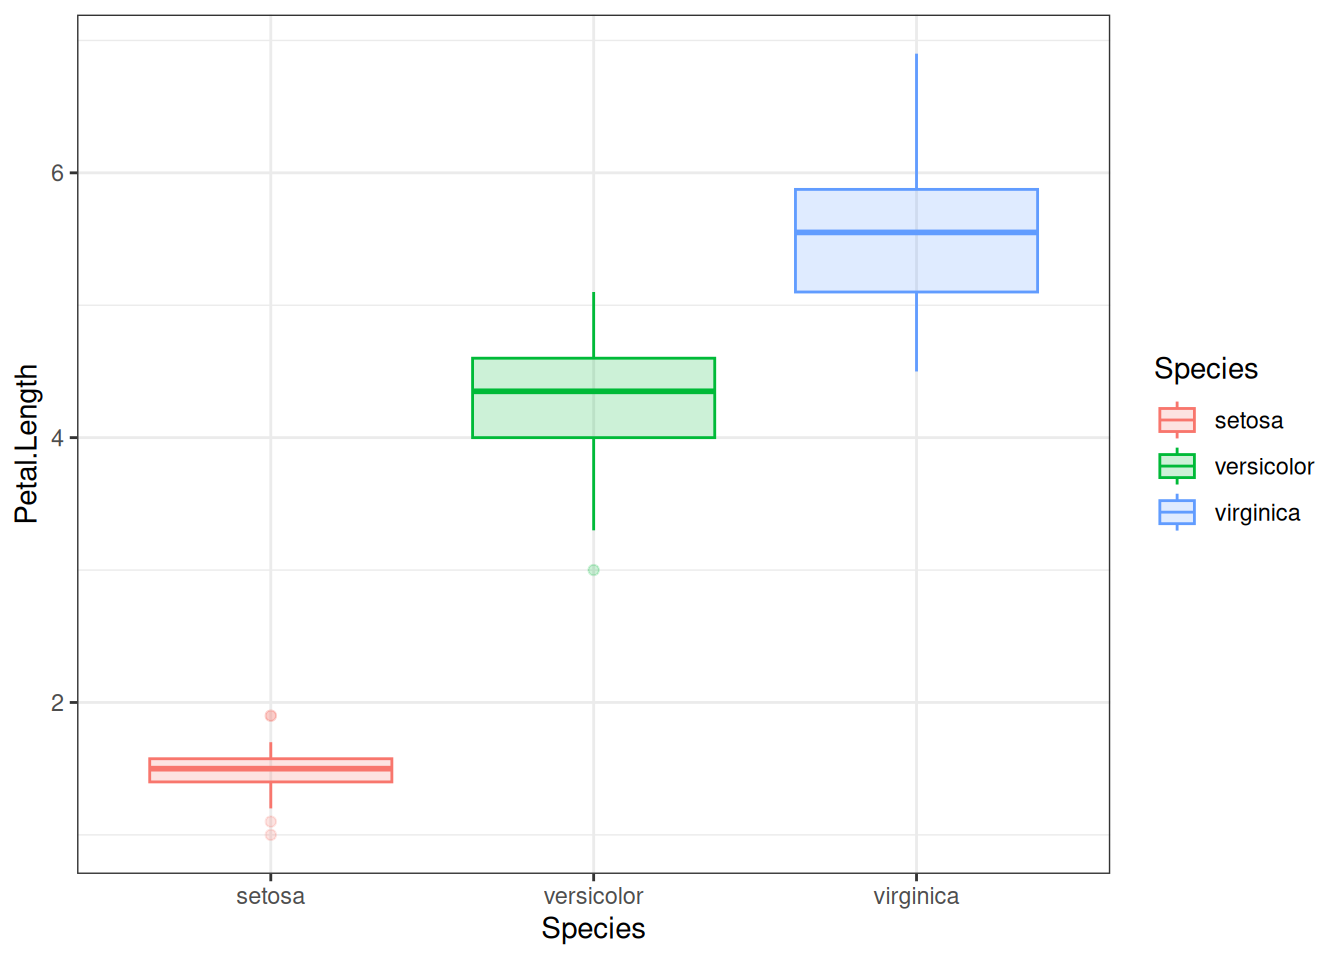 Petal.Length
6
4
2
setosa
versicolor
virginica
Species
Species
setosa
versicolor
virginica